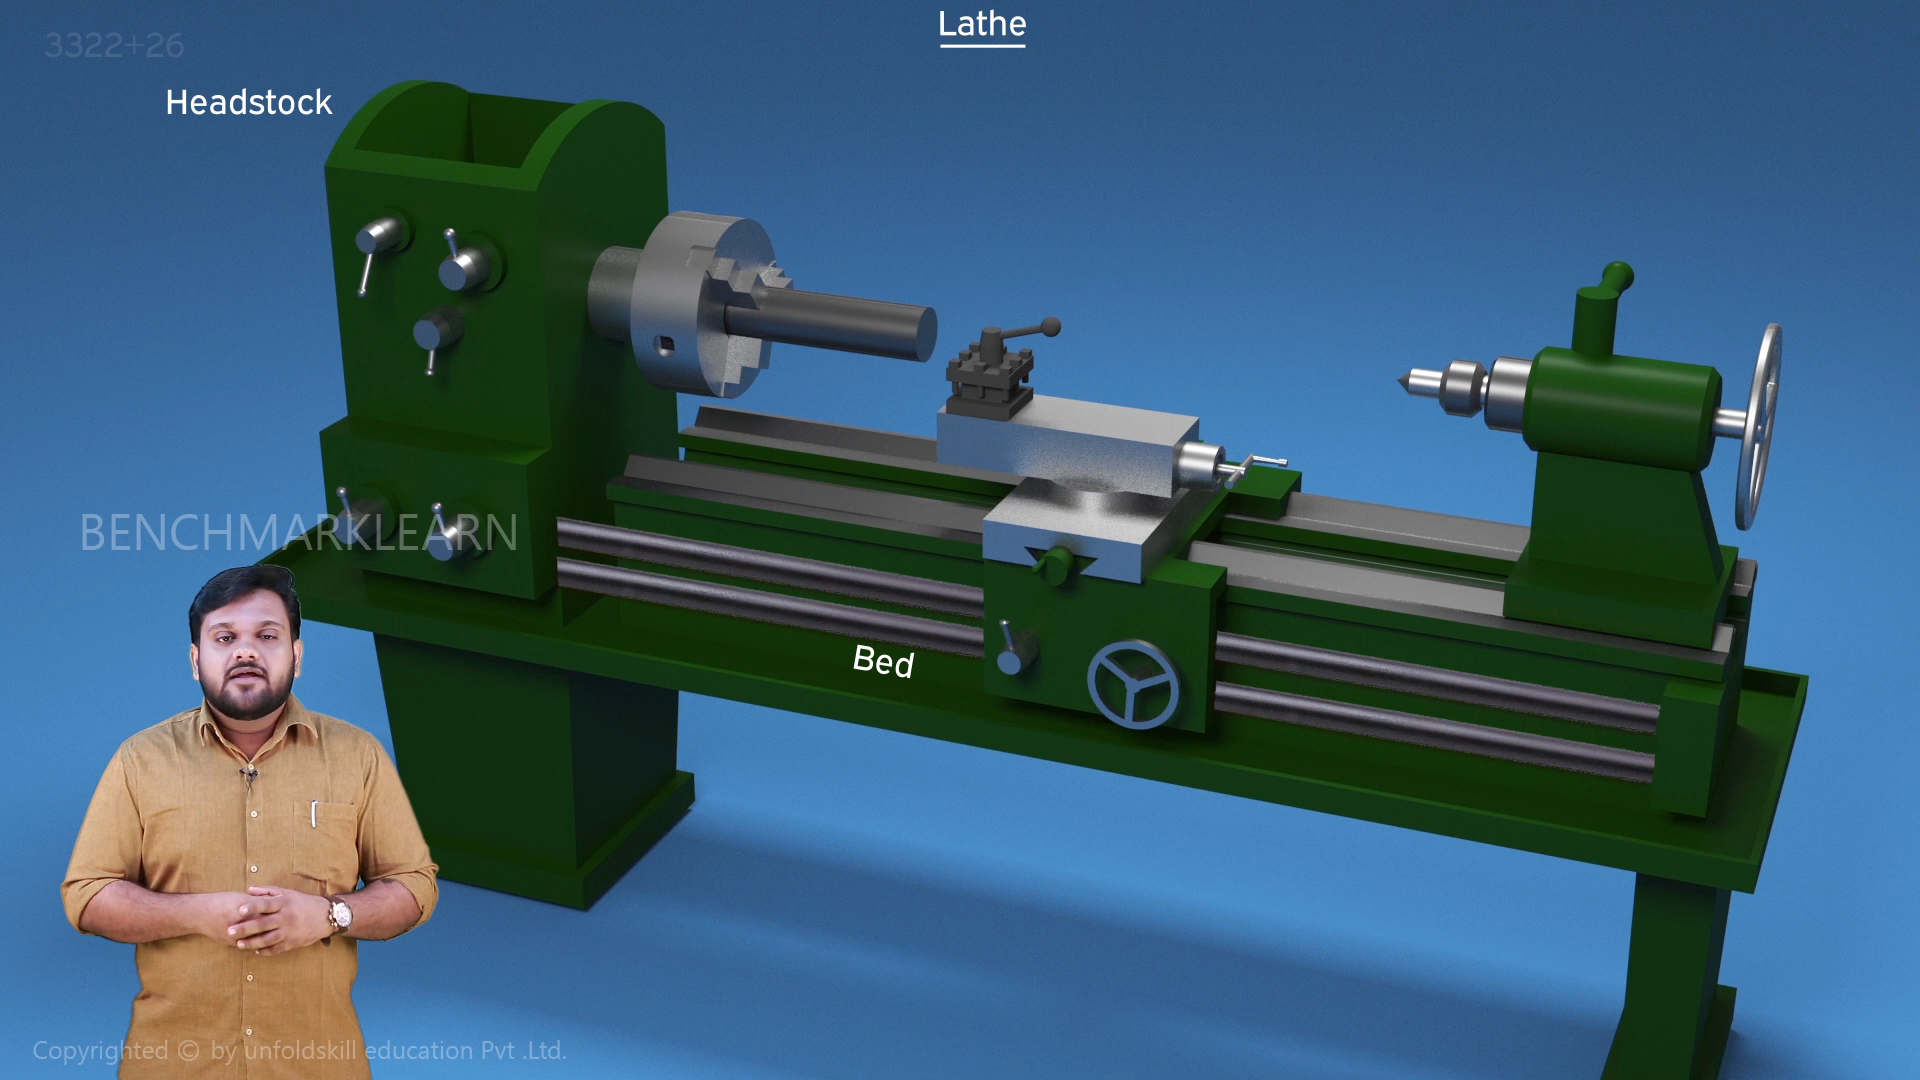 Lathe
3322+26
Headstock
BENCHMARKLEARN
Bed
Copyrighted © by unfoldskill education Pvt .Ltd.